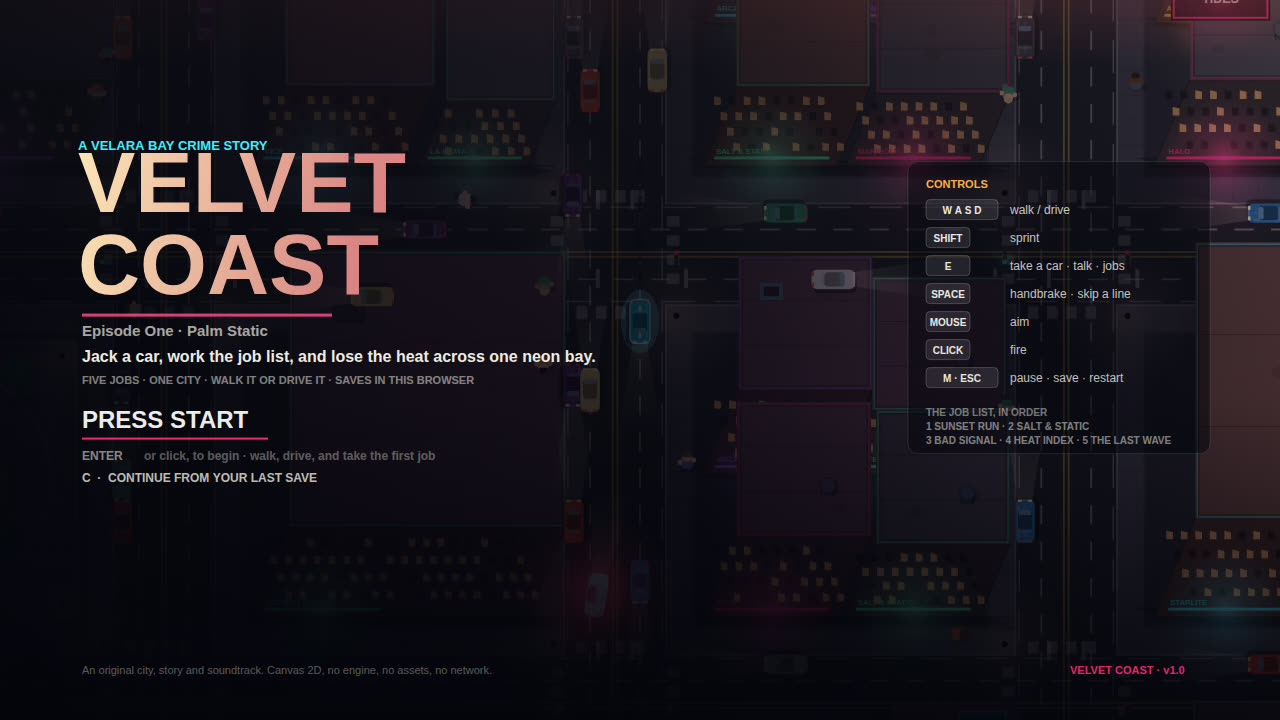 A VELARA BAY CRIME STORY
VELVET
COAST
Episode One · Palm Static
Jack a car, work the job list, and lose the heat across one neon bay.
FIVE JOBS · ONE CITY · WALK IT OR DRIVE IT · SAVES IN THIS BROWSER
PRESS START
ENTER or click, to begin · walk, drive, and take the first job
C · CONTINUE FROM YOUR LAST SAVE
CONTROLS
W A S D walk / drive
SHIFT sprint
E take a car · talk · jobs
SPACE handbrake · skip a line
MOUSE aim
CLICK fire
M · ESC pause · save · restart
THE JOB LIST, IN ORDER
1 SUNSET RUN · 2 SALT & STATIC
3 BAD SIGNAL · 4 HEAT INDEX · 5 THE LAST WAVE
HALO
STARLITE
An original city, story and soundtrack. Canvas 2D, no engine, no assets, no network.
VELVET COAST · v1.0